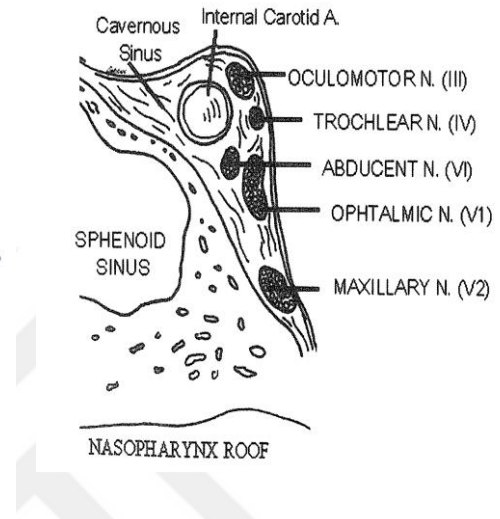 Internal Carotid A.
Cavernous
Sinus
OCULOMOTOR N. (III)
TROCHLEAR N. (IV)
ABDUCENT N. (VI)
OPHTALMIC N. (V1)
SPHENOID
SINUS
MAXILLARY N. (V2)
NASOPHARYNX ROOF